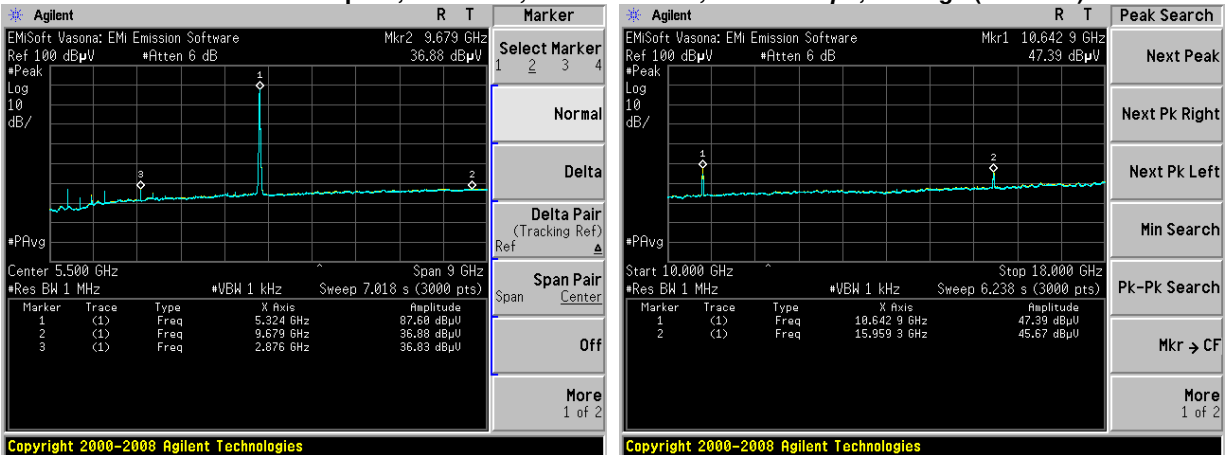 Agilent R T Marker
EMiSoft Vasona: EMi Emission Software Mkr2 9.679 GHz
Ref 100 dBµV #Atten 6 dB 36.88 dBµV
#Peak
Log
10
dB/
1
3
2
#PAvg
Center 5.500 GHz ^ Span 9 GHz
#Res BW 1 MHz #VBW 1 kHz Sweep 7.018 s (3000 pts)
Marker Trace Type X Axis Amplitude
1 (1) Freq 5.324 GHz 87.60 dBµV
2 (1) Freq 9.679 GHz 36.88 dBµV
3 (1) Freq 2.876 GHz 36.83 dBµV
Select Marker
1 2 3 4
Normal
Delta
Delta Pair
(Tracking Ref)
Ref Δ
Span Pair
Span Center
Off
More
1 of 2
Copyright 2000-2008 Agilent Technologies
Agilent R T Peak Search
EMiSoft Vasona: EMi Emission Software Mkr1 10.642 9 GHz
Ref 100 dBµV #Atten 6 dB 47.39 dBµV
#Peak
Log
10
dB/
1
2
#PAvg
Start 10.000 GHz ^ Stop 18.000 GHz
#Res BW 1 MHz #VBW 1 kHz Sweep 6.238 s (3000 pts)
Marker Trace Type X Axis Amplitude
1 (1) Freq 10.642 9 GHz 47.39 dBµV
2 (1) Freq 15.959 3 GHz 45.67 dBµV
Next Peak
Next Pk Right
Next Pk Left
Min Search
Pk-Pk Search
Mkr → CF
More
1 of 2
Copyright 2000-2008 Agilent Technologies